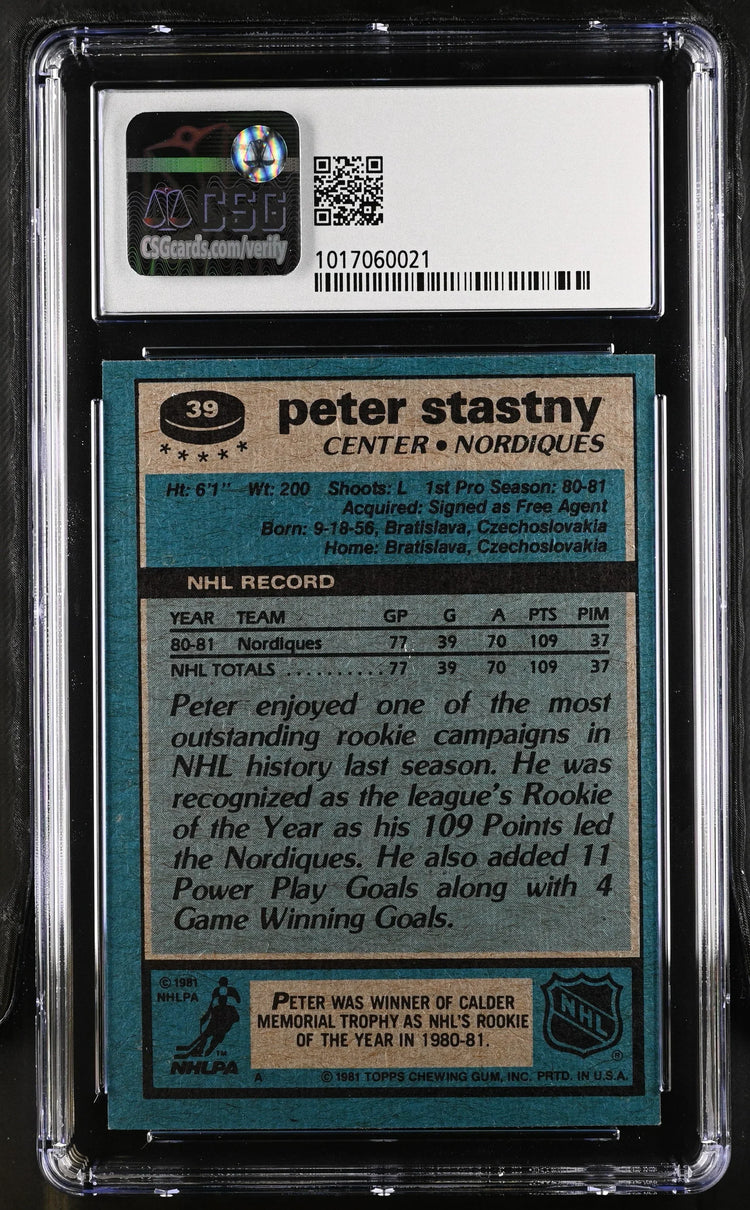 CSG
CSGcards.com/verify
1017060021
39
peter stastny
★★★★★
CENTER • NORDIQUES
Ht: 6'1" Wt: 200 Shoots: L 1st Pro Season: 80-81
Acquired: Signed as Free Agent
Born: 9-18-56, Bratislava, Czechoslovakia
Home: Bratislava, Czechoslovakia
NHL RECORD
YEAR TEAM GP G A PTS PIM
80-81 Nordiques 77 39 70 109 37
NHL TOTALS .......... 77 39 70 109 37
Peter enjoyed one of the most
outstanding rookie campaigns in
NHL history last season. He was
recognized as the league's Rookie
of the Year as his 109 Points led
the Nordiques. He also added 11
Power Play Goals along with 4
Game Winning Goals.
© 1981
NHLPA
TM
NHLPA
PETER WAS WINNER OF CALDER
MEMORIAL TROPHY AS NHL'S ROOKIE
OF THE YEAR IN 1980-81.
NHL
®
A © 1981 TOPPS CHEWING GUM, INC. PRTD. IN U.S.A.